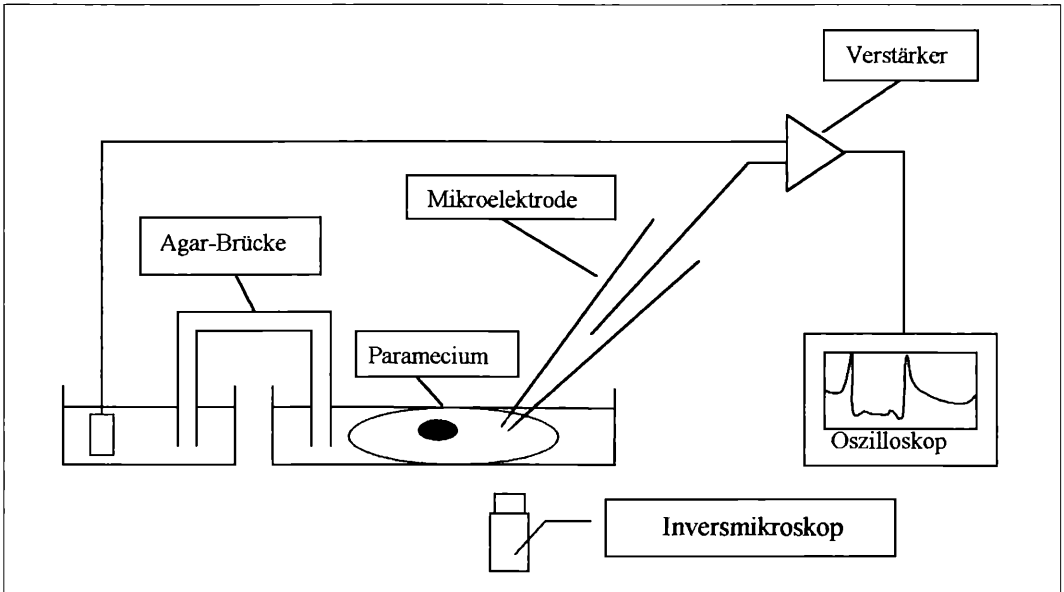 Verstärker
Mikroelektrode
Agar-Brücke
Paramecium
Oszilloskop
Inversmikroskop